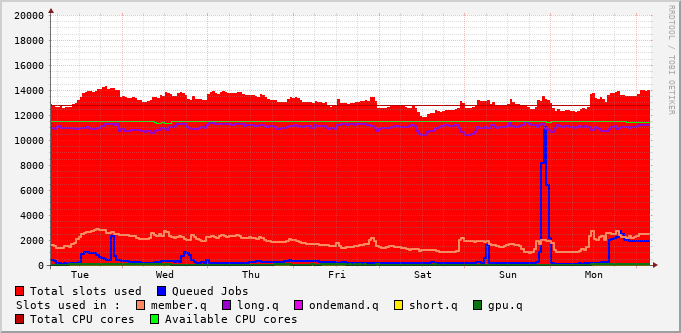 20000
18000
16000
14000
12000
10000
8000
6000
4000
2000
0
Tue Wed Thu Fri Sat Sun Mon
RRDTOOL / TOBI OETIKER
Total slots used Queued Jobs
Slots used in : member.q long.q ondemand.q short.q gpu.q
Total CPU cores Available CPU cores